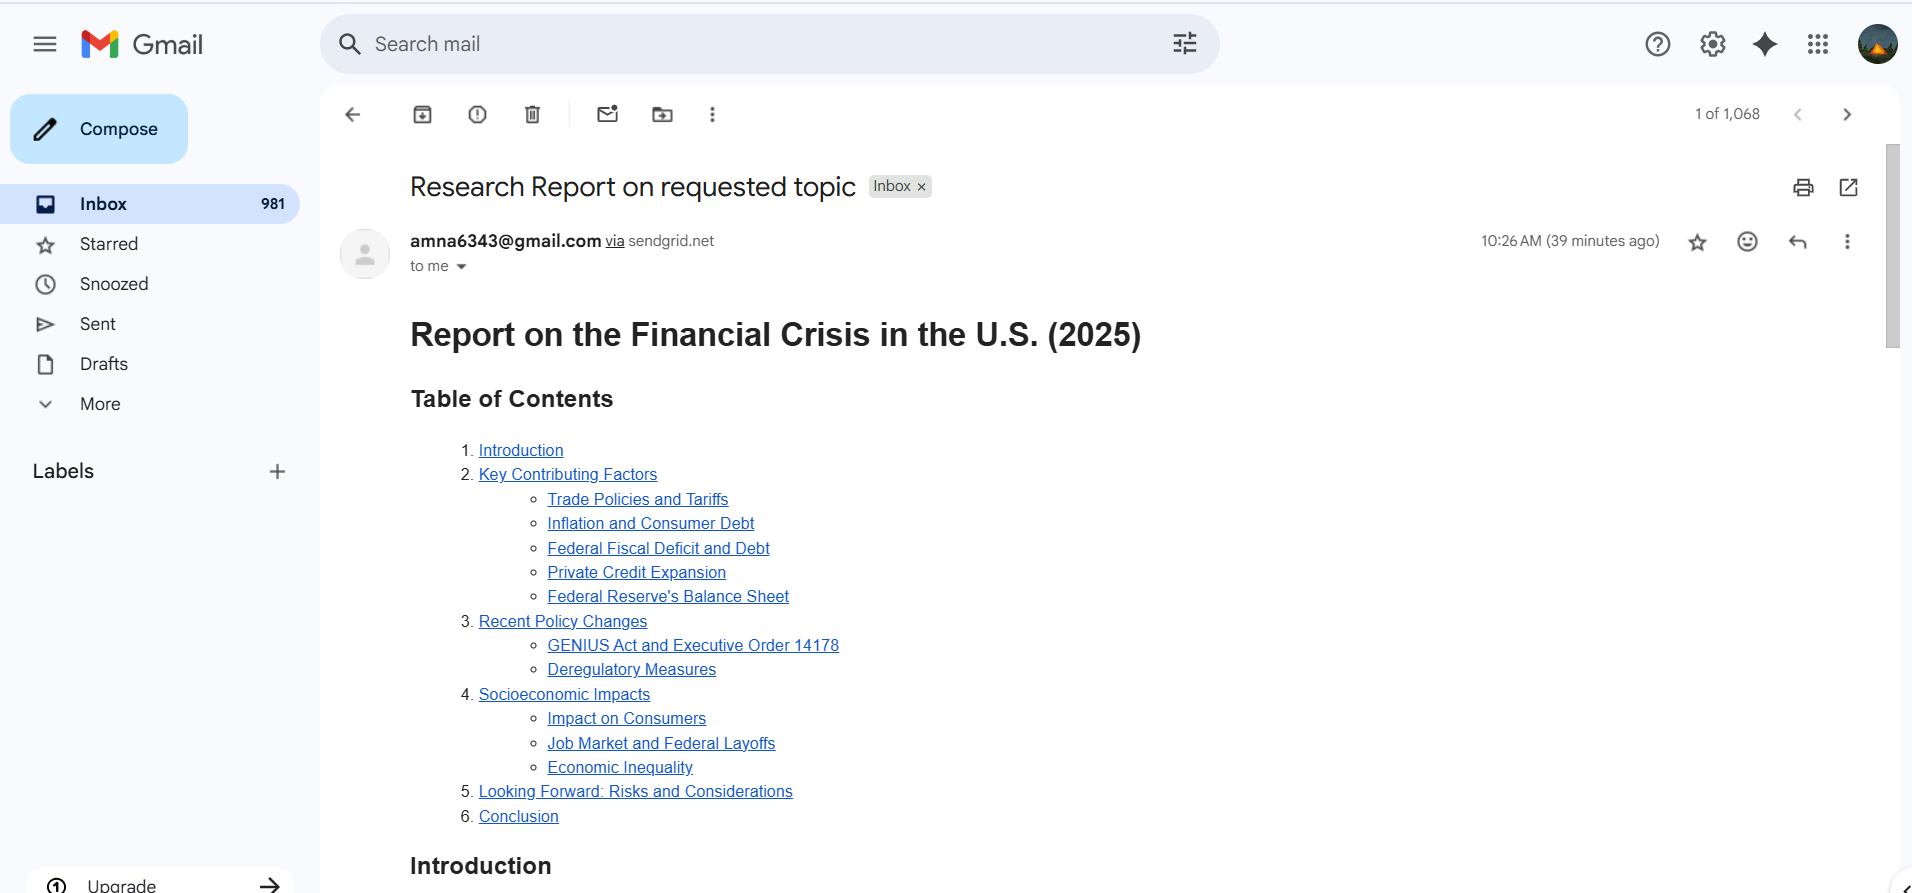 Gmail
Search mail
Compose
Inbox 981
Starred
Snoozed
Sent
Drafts
More
Labels
Upgrade
1 of 1,068
Research Report on requested topic Inbox ×
amna6343@gmail.com via sendgrid.net
10:26 AM (39 minutes ago)
to me
Report on the Financial Crisis in the U.S. (2025)
Table of Contents
1. Introduction
2. Key Contributing Factors
Trade Policies and Tariffs
Inflation and Consumer Debt
Federal Fiscal Deficit and Debt
Private Credit Expansion
Federal Reserve's Balance Sheet
3. Recent Policy Changes
GENIUS Act and Executive Order 14178
Deregulatory Measures
4. Socioeconomic Impacts
Impact on Consumers
Job Market and Federal Layoffs
Economic Inequality
5. Looking Forward: Risks and Considerations
6. Conclusion
Introduction